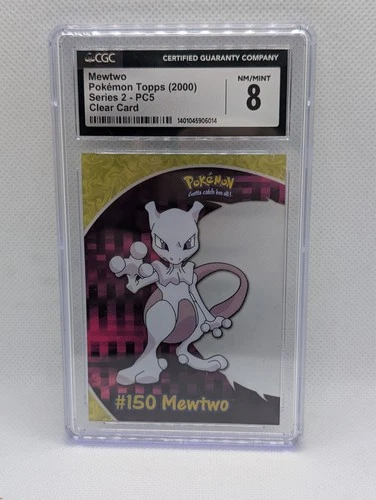 CGC
CERTIFIED GUARANTY COMPANY
Mewtwo
Pokémon Topps (2000)
Series 2 - PC5
Clear Card
1401045906014
NM/MINT
8
POKéMON
Gotta catch 'em all!
#150 Mewtwo